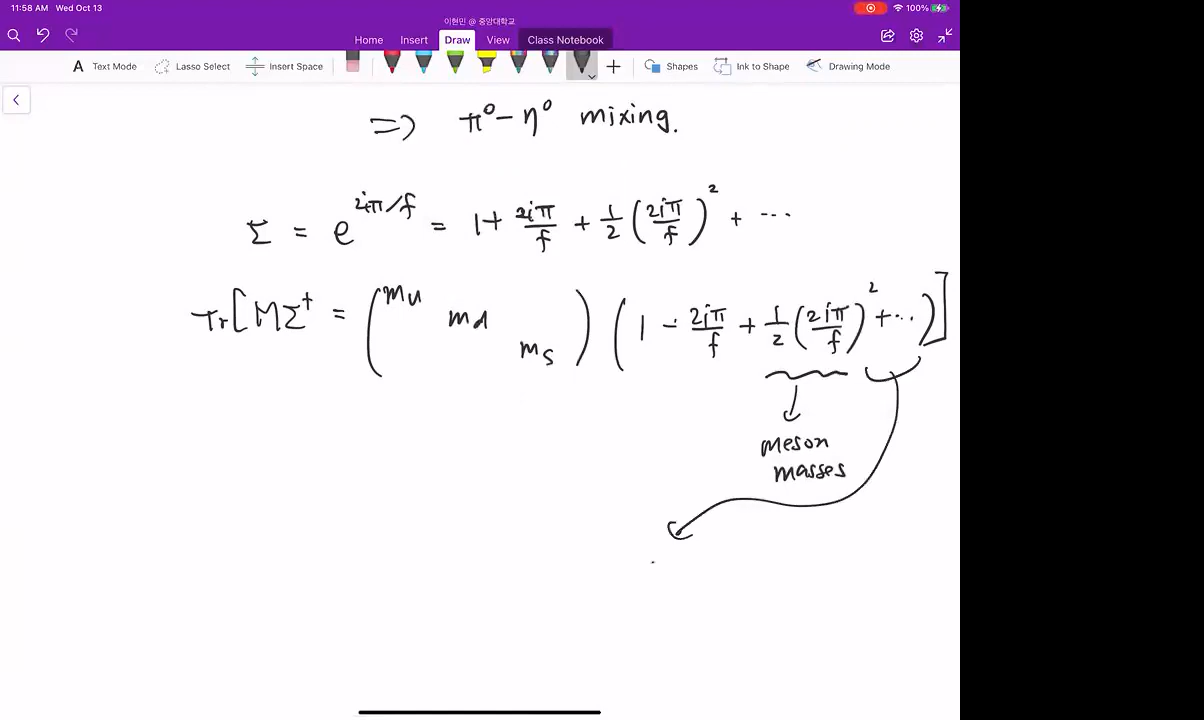 11:58 AM Wed Oct 13
100%
이현민 @ 중앙대학교
Home Insert Draw View Class Notebook
Text Mode Lasso Select Insert Space Shapes Ink to Shape Drawing Mode
=> π⁰ - η⁰ mixing.
Σ = e^{2iπ/f} = 1 + 2iπ/f + 1/2 (2iπ/f)² + ...
Tr[MΣ† = (mu md ms) (1 - 2iπ/f + 1/2 (2iπ/f)² + ...)]
meson
masses